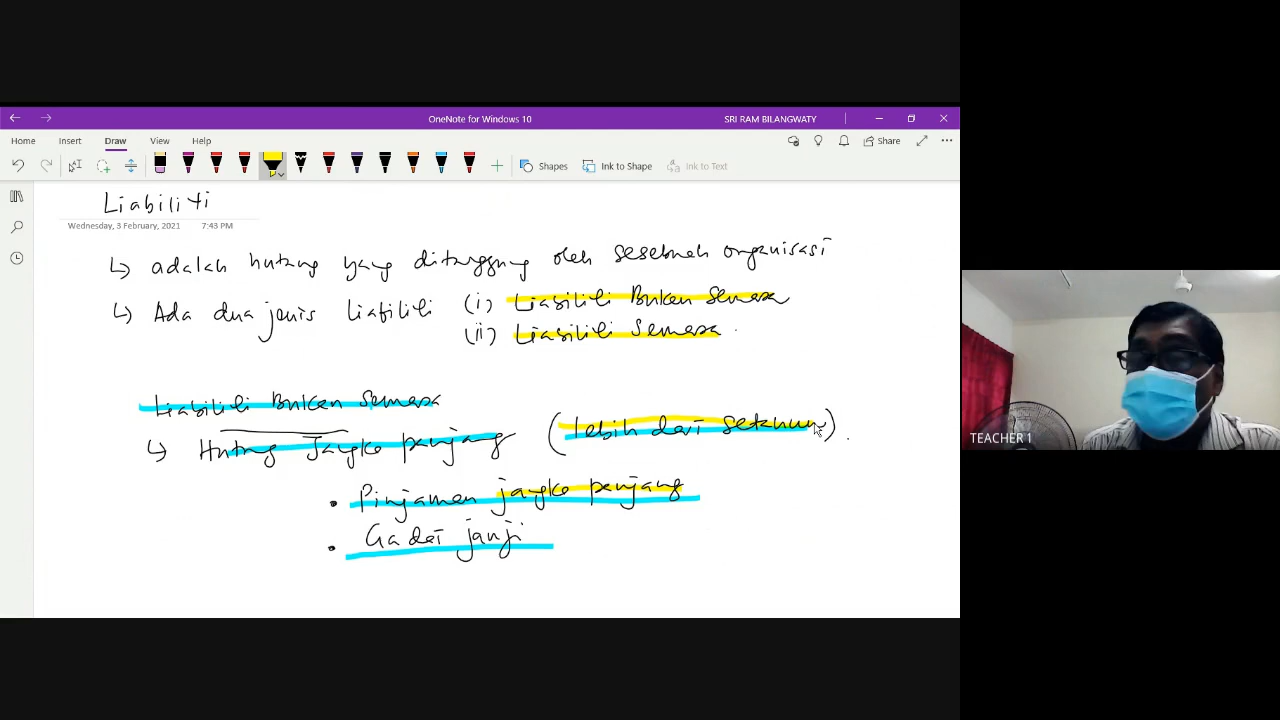 OneNote for Windows 10
SRI RAM BILANGWATY
Home Insert Draw View Help
Share
Shapes
Ink to Shape
Ink to Text
Liabiliti
Wednesday, 3 February, 2021 7:43 PM
↳ adalah hutang yang ditanggung oleh sesebuah organisasi
↳ Ada dua jenis liabiliti (i) Liabiliti Bukan Semasa
(ii) Liabiliti Semasa.
Liabiliti Bukan Semasa
↳ Hutang Jangka panjang (lebih dari setahun).
• Pinjaman jangka panjang
• Gadai janji
TEACHER 1